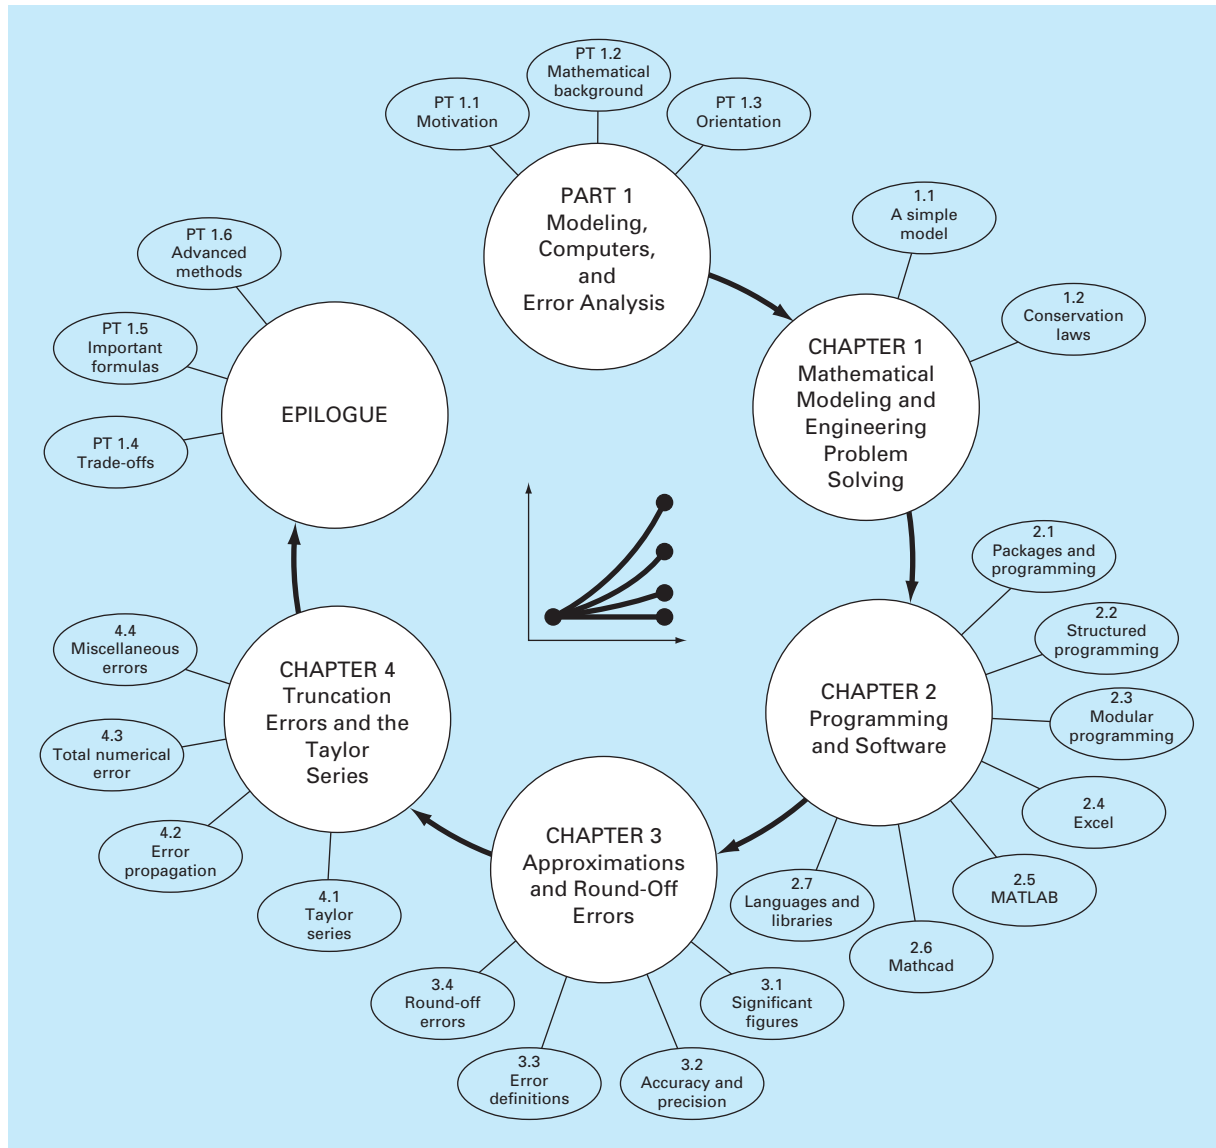 PT 1.1
Motivation
PT 1.2
Mathematical
background
PT 1.3
Orientation
PART 1
Modeling,
Computers,
and
Error Analysis
1.1
A simple
model
1.2
Conservation
laws
CHAPTER 1
Mathematical
Modeling and
Engineering
Problem
Solving
2.1
Packages and
programming
2.2
Structured
programming
2.3
Modular
programming
2.4
Excel
2.5
MATLAB
2.6
Mathcad
2.7
Languages and
libraries
CHAPTER 2
Programming
and Software
CHAPTER 3
Approximations
and Round-Off
Errors
3.1
Significant
figures
3.2
Accuracy and
precision
3.3
Error
definitions
3.4
Round-off
errors
CHAPTER 4
Truncation
Errors and the
Taylor
Series
4.1
Taylor
series
4.2
Error
propagation
4.3
Total numerical
error
4.4
Miscellaneous
errors
EPILOGUE
PT 1.4
Trade-offs
PT 1.5
Important
formulas
PT 1.6
Advanced
methods